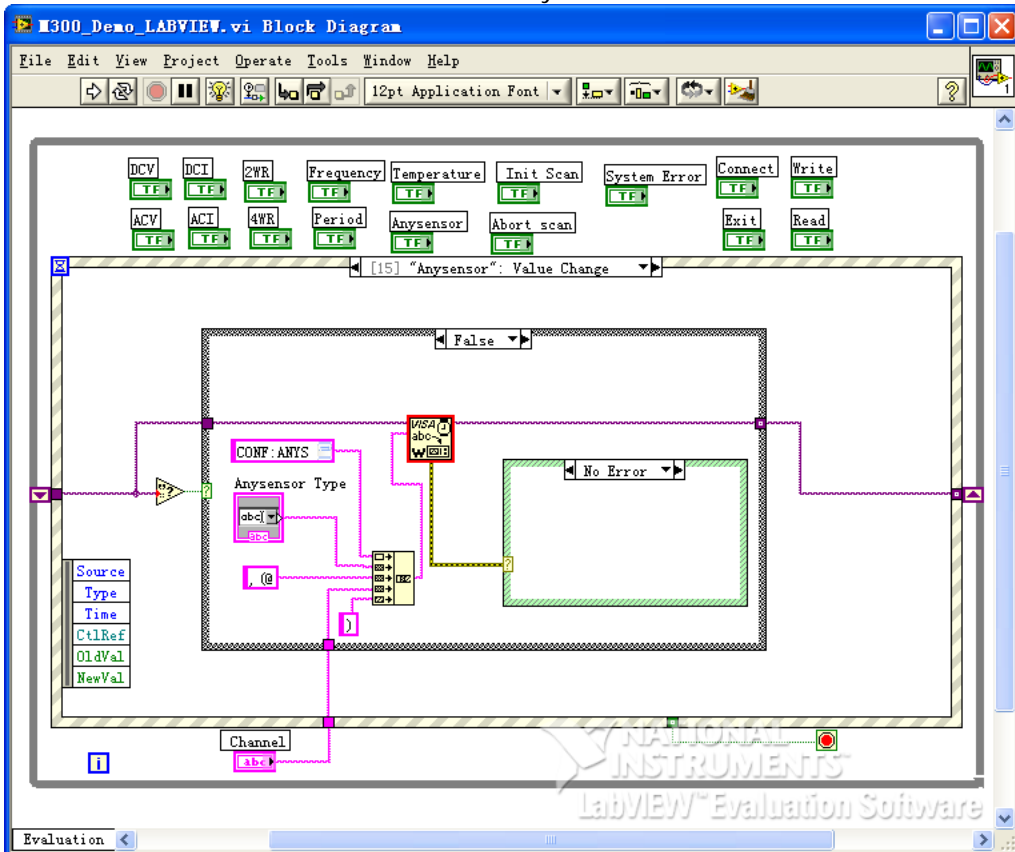 M300_Demo_LABVIEW.vi Block Diagram
File Edit View Project Operate Tools Window Help
12pt Application Font
1
DCV DCI 2WR Frequency Temperature Init Scan System Error Connect Write
TF TF TF TF TF TF TF TF TF
ACV ACI 4WR Period Anysensor Abort scan Exit Read
TF TF TF TF TF TF TF TF
[15] "Anysensor": Value Change
False
VISA
abc
W
CONF:ANYS
No Error
Anysensor Type
abc
abc
?
?
?
, (@
)
Source
Type
Time
CtlRef
OldVal
NewVal
Channel
abc
i
NATIONAL
INSTRUMENTS
LabVIEW™ Evaluation Software
Evaluation